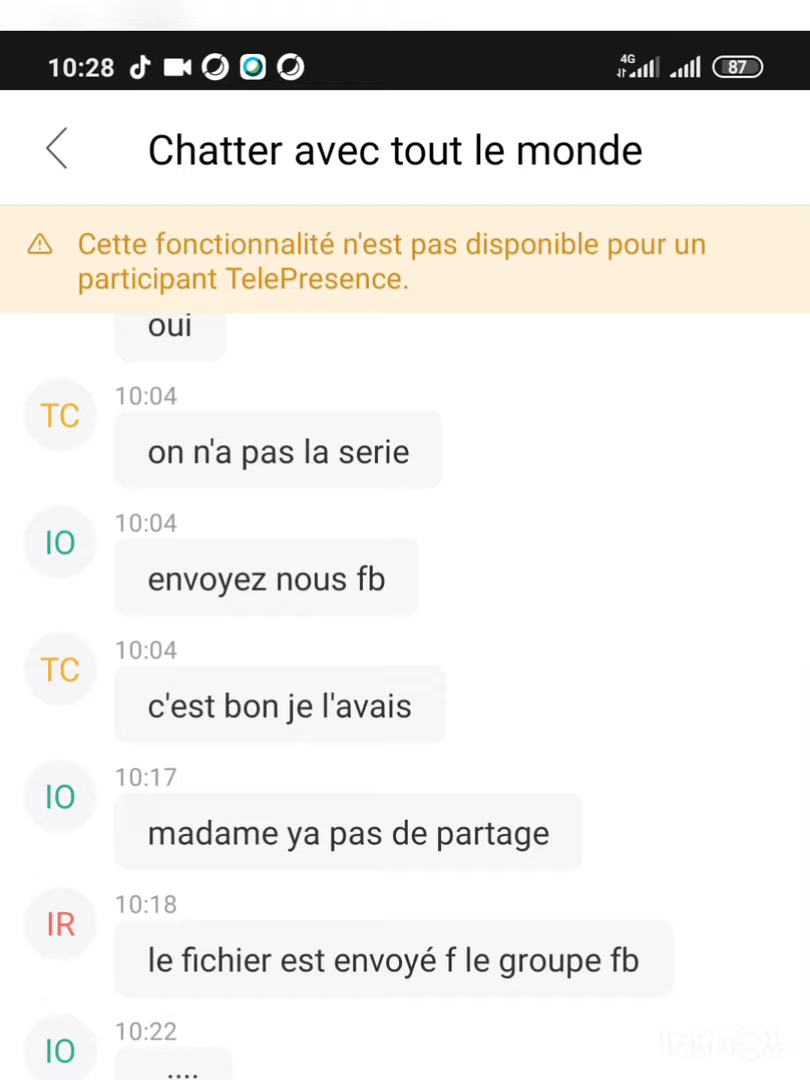 10:28
4G
87
Chatter avec tout le monde
Cette fonctionnalité n'est pas disponible pour un
participant TelePresence.
oui
10:04
TC
on n'a pas la serie
10:04
IO
envoyez nous fb
10:04
TC
c'est bon je l'avais
10:17
IO
madame ya pas de partage
10:18
IR
le fichier est envoyé f le groupe fb
10:22
IO
....